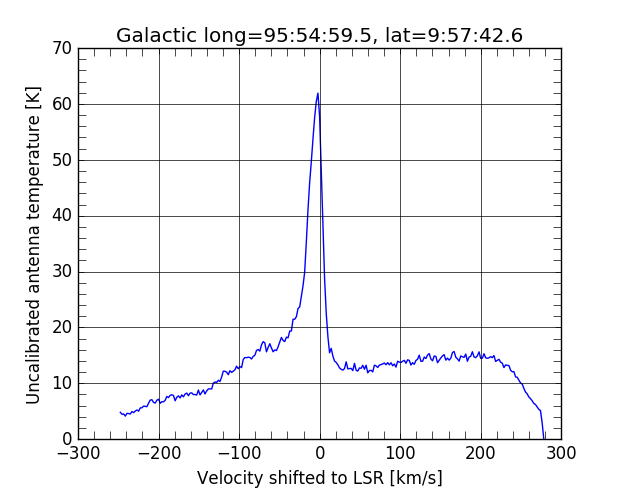 Galactic long=95:54:59.5, lat=9:57:42.6
70
60
50
40
30
20
10
0
Uncalibrated antenna temperature [K]
−300 −200 −100 0 100 200 300
Velocity shifted to LSR [km/s]